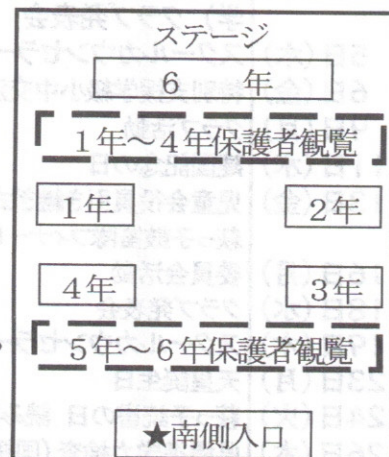 ステージ
6 年
1年～4年保護者観覧
1年 2年
4年 3年
5年～6年保護者観覧
★南側入口